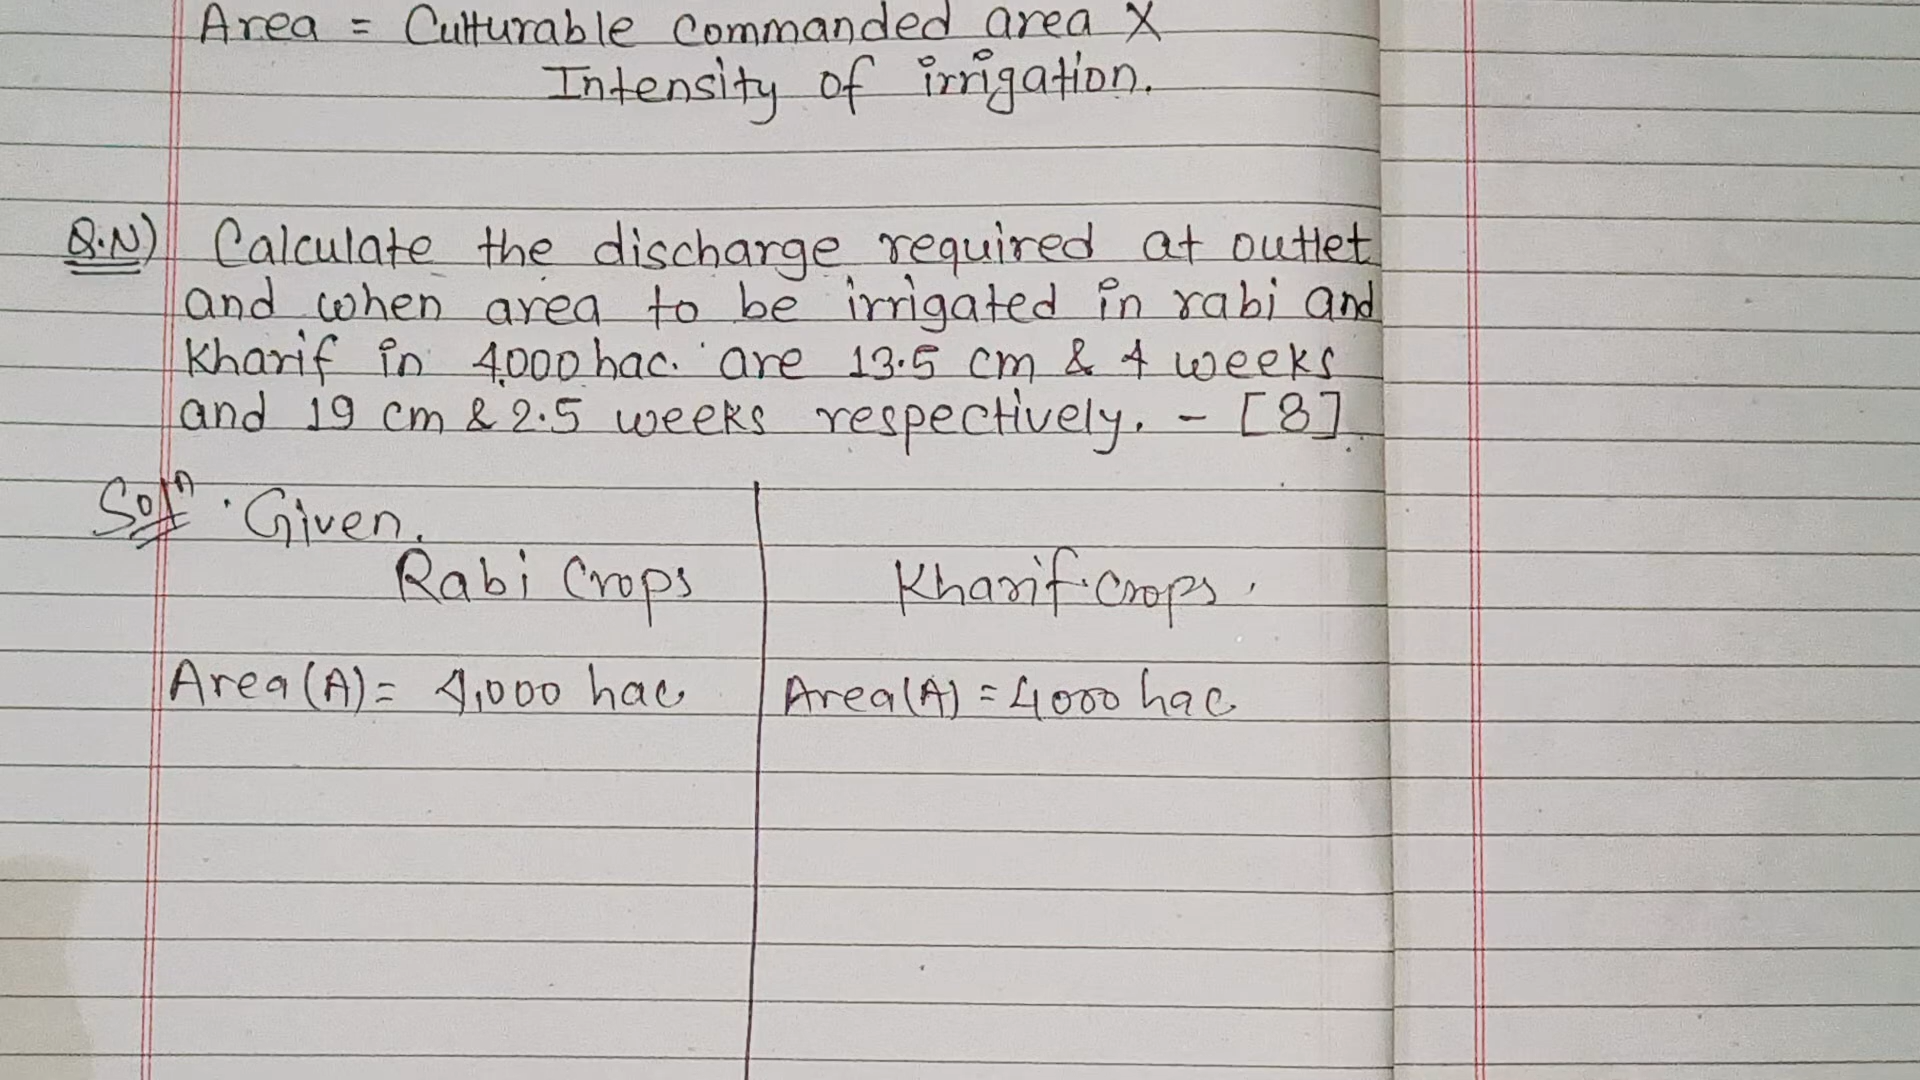 Area = Culturable commanded area X
Intensity of irrigation.
Q.N) Calculate the discharge required at outlet
and when area to be irrigated in rabi and
Kharif in 4,000 hac. are 13.5 cm & 4 weeks
and 19 cm & 2.5 weeks respectively. - [8]
Solⁿ. Given,
Rabi Crops
Kharif crops,
Area (A) = 4,000 hac
Area (A) = 4000 hac